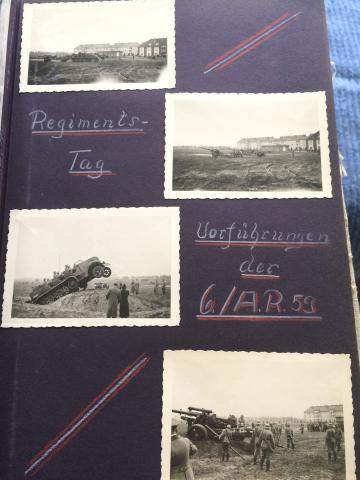 Regiments-
Tag
Vorführungen
der
6./A.R.59